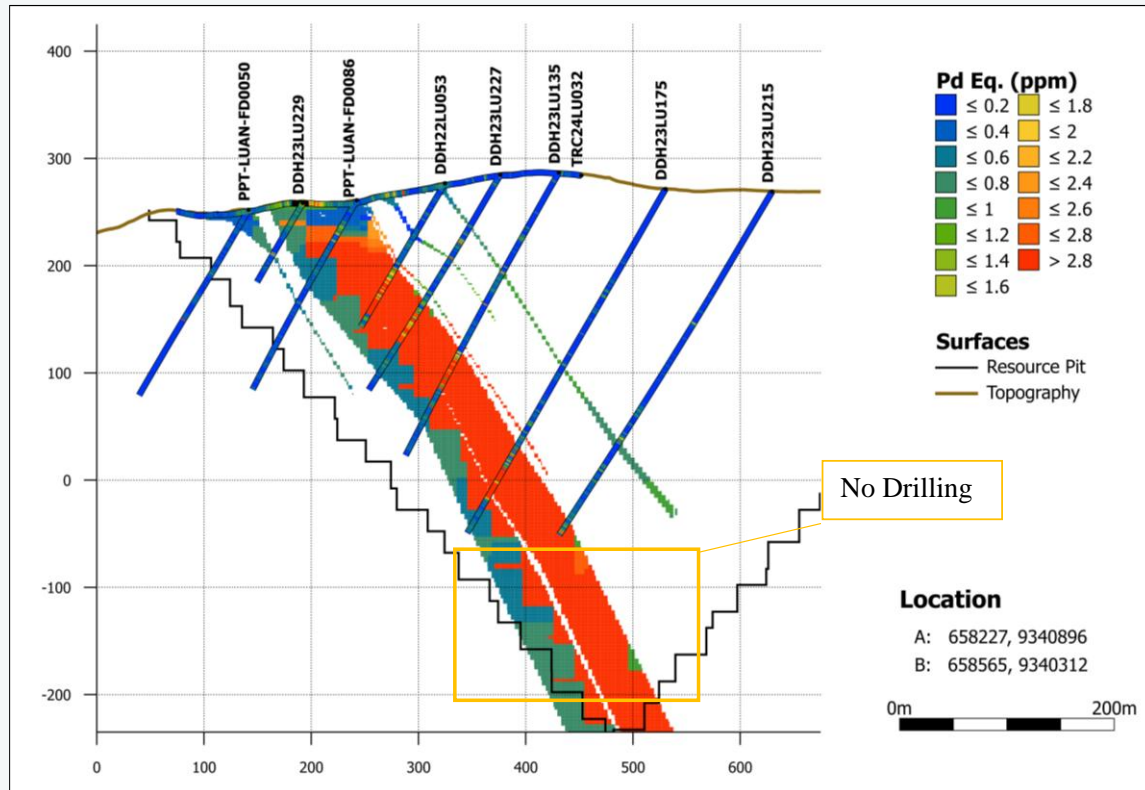 400
300
200
100
0
-100
-200
0
100
200
300
400
500
600
PPT-LUAN-FD0050
DDH23LU229
PPT-LUAN-FD0086
DDH22LU053
DDH23LU227
DDH23LU135
TRC24LU032
DDH23LU175
DDH23LU215
No Drilling
Pd Eq. (ppm)
≤ 0.2 ≤ 1.8
≤ 0.4 ≤ 2
≤ 0.6 ≤ 2.2
≤ 0.8 ≤ 2.4
≤ 1 ≤ 2.6
≤ 1.2 ≤ 2.8
≤ 1.4 > 2.8
≤ 1.6
Surfaces
Resource Pit
Topography
Location
A: 658227, 9340896
B: 658565, 9340312
0m 200m